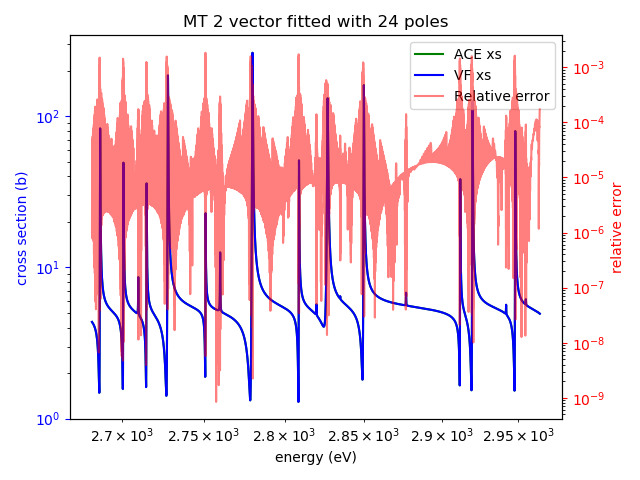 MT 2 vector fitted with 24 poles
ACE xs
VF xs
Relative error
cross section (b)
10²
10¹
10⁰
10⁻³
10⁻⁴
10⁻⁵
10⁻⁶
10⁻⁷
10⁻⁸
10⁻⁹
relative error
2.7 × 10³ 2.75 × 10³ 2.8 × 10³ 2.85 × 10³ 2.9 × 10³ 2.95 × 10³
energy (eV)